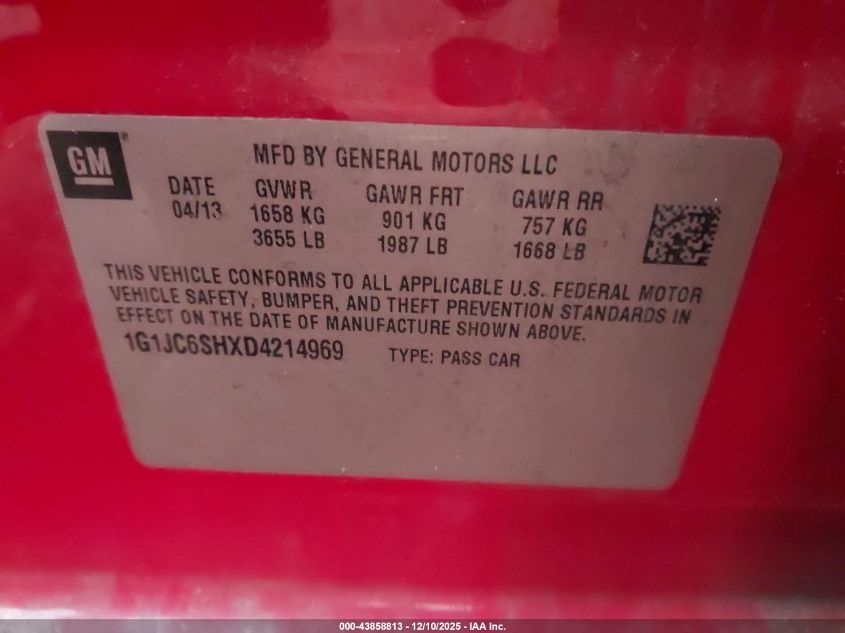 GM
MFD BY GENERAL MOTORS LLC
DATE GVWR GAWR FRT GAWR RR
04/13 1658 KG 901 KG 757 KG
3655 LB 1987 LB 1668 LB
THIS VEHICLE CONFORMS TO ALL APPLICABLE U.S. FEDERAL MOTOR
VEHICLE SAFETY, BUMPER, AND THEFT PREVENTION STANDARDS IN
EFFECT ON THE DATE OF MANUFACTURE SHOWN ABOVE.
1G1JC6SHXD4214969 TYPE: PASS CAR
000-43858813 - 12/10/2025 - IAA Inc.